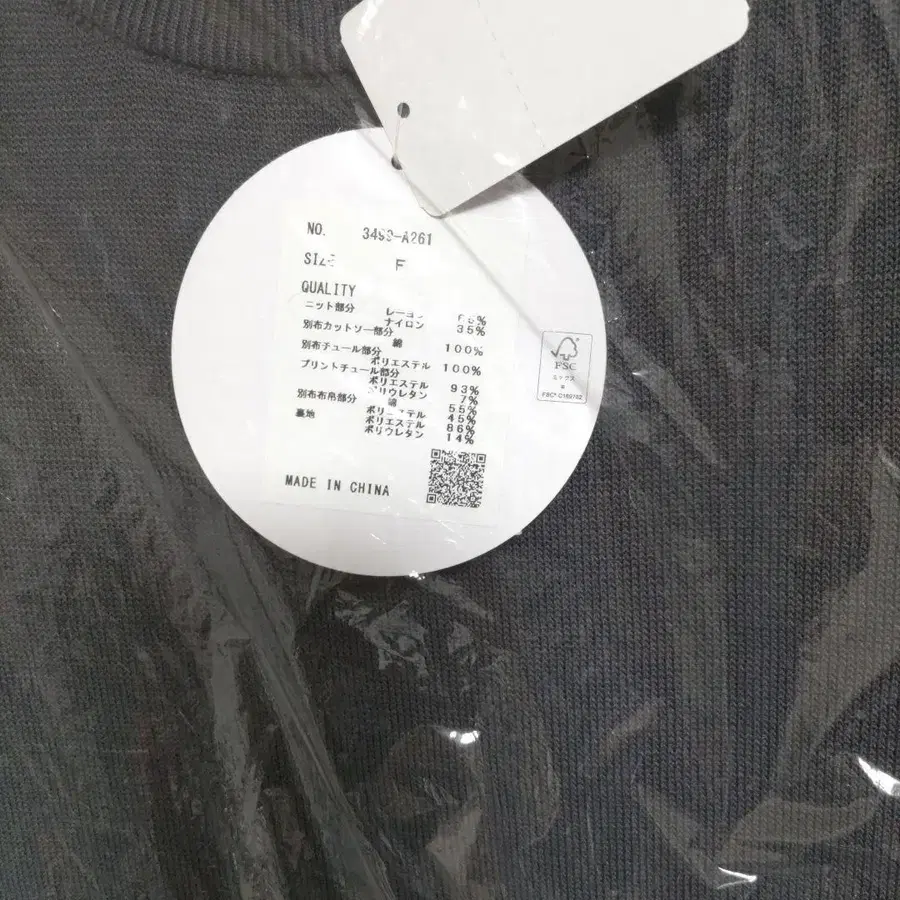 NO. 3499-A261
SIZE F
QUALITY
ニット部分
レーヨン 65%
ナイロン 35%
別布カットソー部分
綿 100%
別布チュール部分
ポリエステル 100%
プリントチュール部分
ポリエステル 93%
ポリウレタン 7%
別布布帛部分
綿 55%
ポリエステル 45%
裏地
ポリエステル 86%
ポリウレタン 14%
MADE IN CHINA
FSC
ミックス